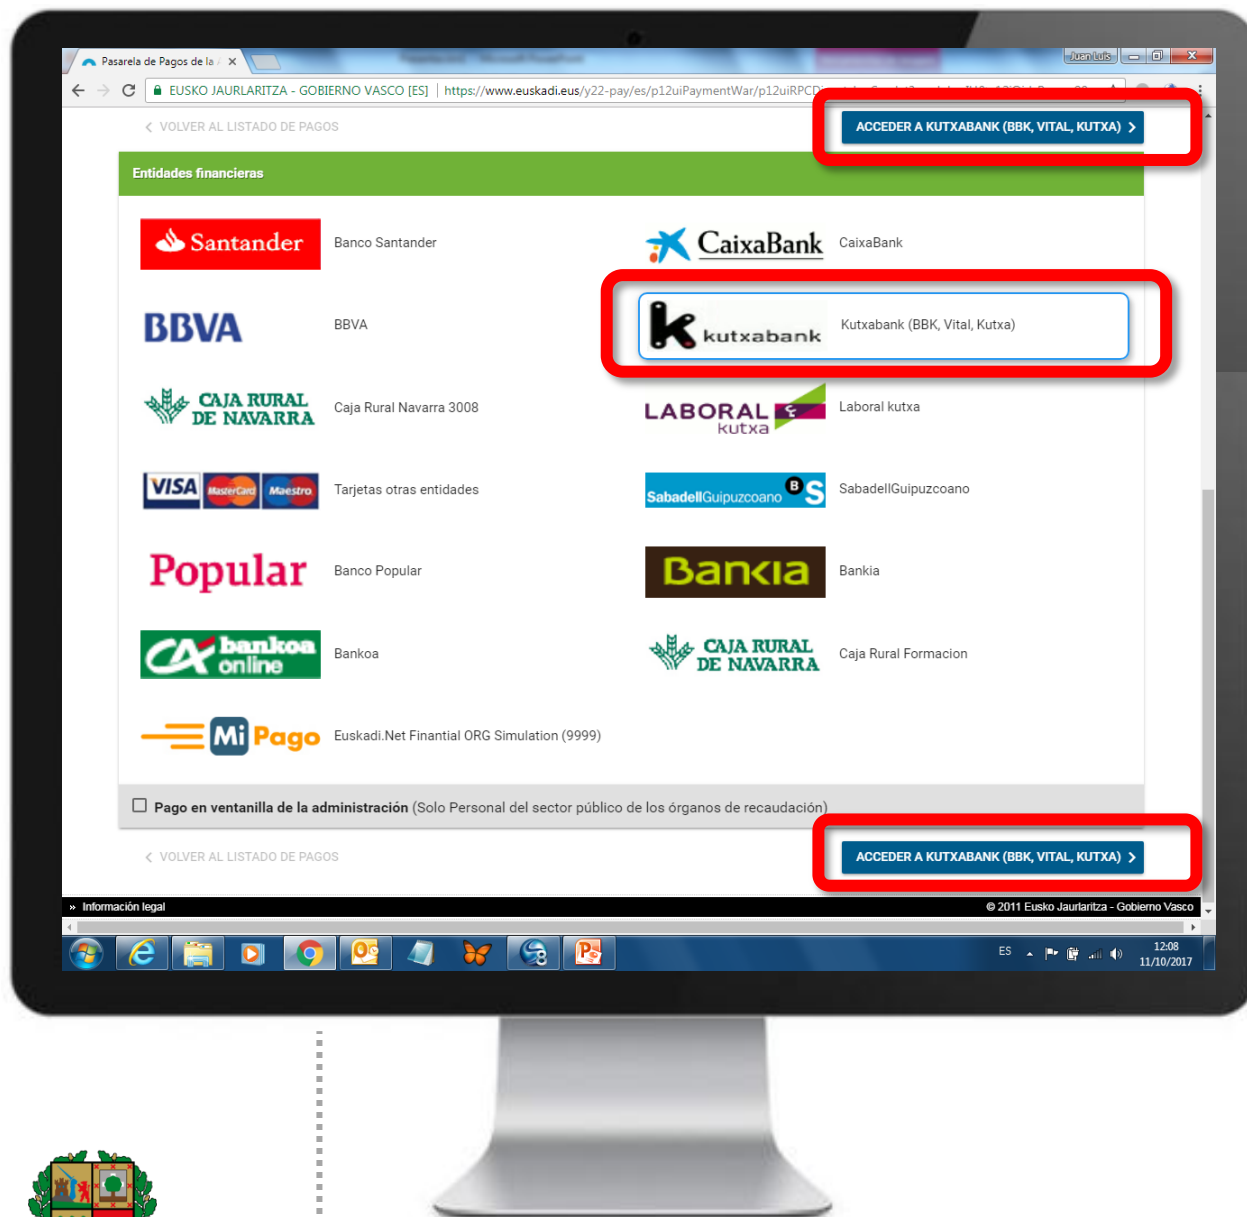 Pasarela de Pagos de la
Juan Luis
EUSKO JAURLARITZA - GOBIERNO VASCO [ES] | https://www.euskadi.eus/y22-pay/es/p12uiPaymentWar/p12uiRPCDi
VOLVER AL LISTADO DE PAGOS
ACCEDER A KUTXABANK (BBK, VITAL, KUTXA)
Entidades financieras
Santander Banco Santander
CaixaBank CaixaBank
BBVA BBVA
kutxabank Kutxabank (BBK, Vital, Kutxa)
CAJA RURAL
DE NAVARRA
Caja Rural Navarra 3008
LABORAL
kutxa
Laboral kutxa
VISA MasterCard Maestro Tarjetas otras entidades
SabadellGuipuzcoano B S SabadellGuipuzcoano
Popular Banco Popular
Bankia Bankia
CA bankoa
online
Bankoa
CAJA RURAL
DE NAVARRA
Caja Rural Formacion
Mi Pago Euskadi.Net Finantial ORG Simulation (9999)
Pago en ventanilla de la administración (Solo Personal del sector público de los órganos de recaudación)
VOLVER AL LISTADO DE PAGOS
ACCEDER A KUTXABANK (BBK, VITAL, KUTXA)
» Información legal
© 2011 Eusko Jaurlaritza - Gobierno Vasco
ES
12:08
11/10/2017